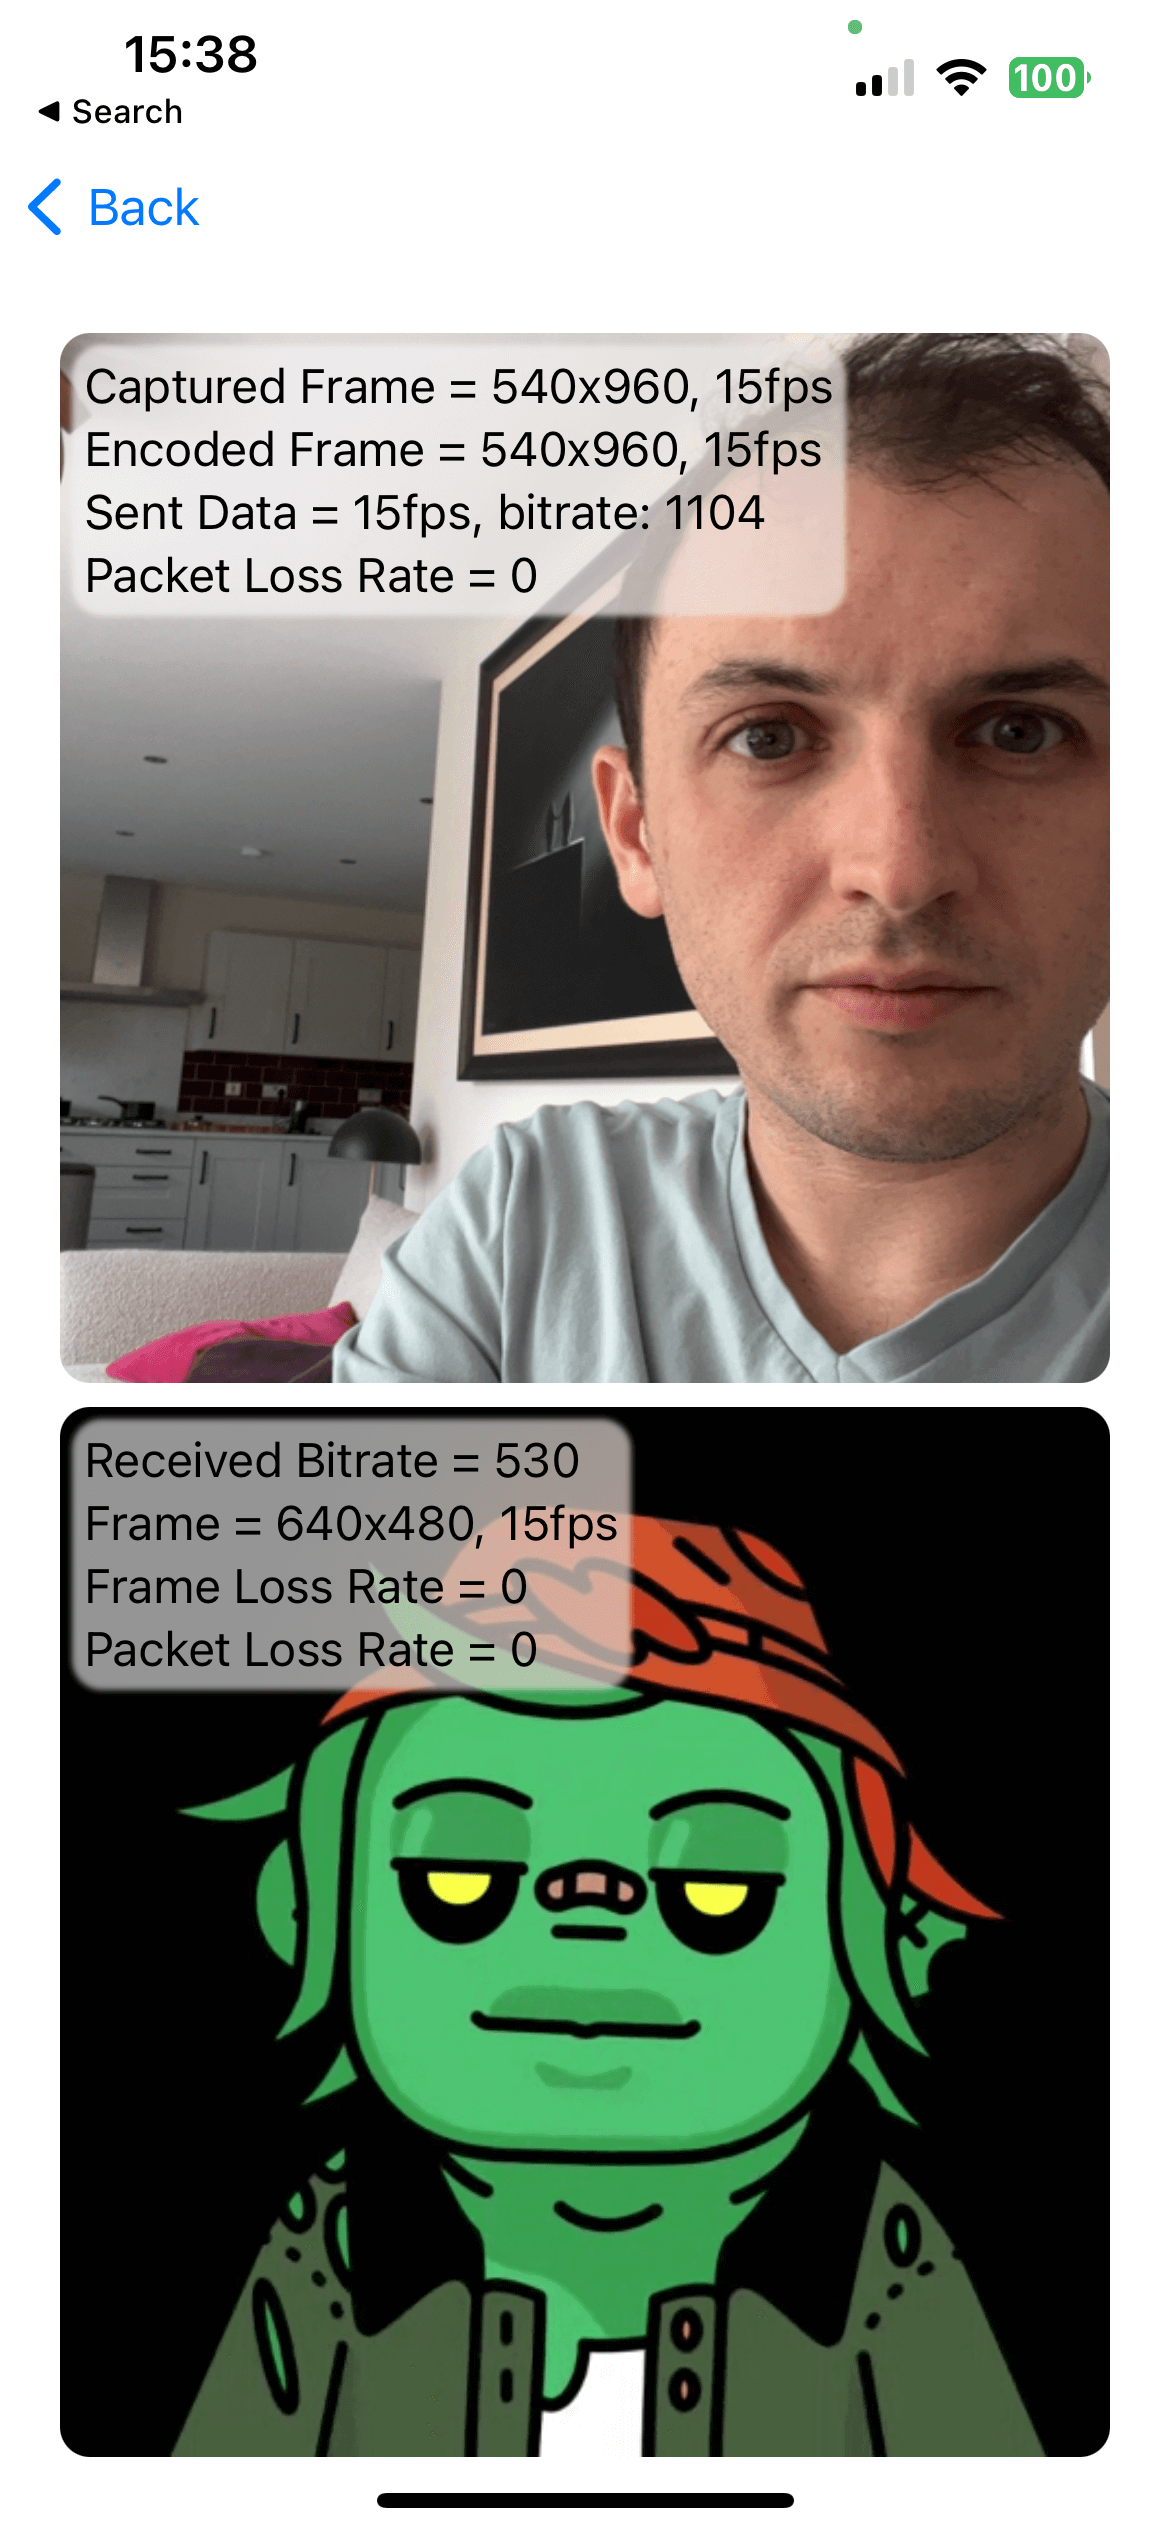 15:38
100
◀ Search
Back
Captured Frame = 540x960, 15fps
Encoded Frame = 540x960, 15fps
Sent Data = 15fps, bitrate: 1104
Packet Loss Rate = 0
Received Bitrate = 530
Frame = 640x480, 15fps
Frame Loss Rate = 0
Packet Loss Rate = 0